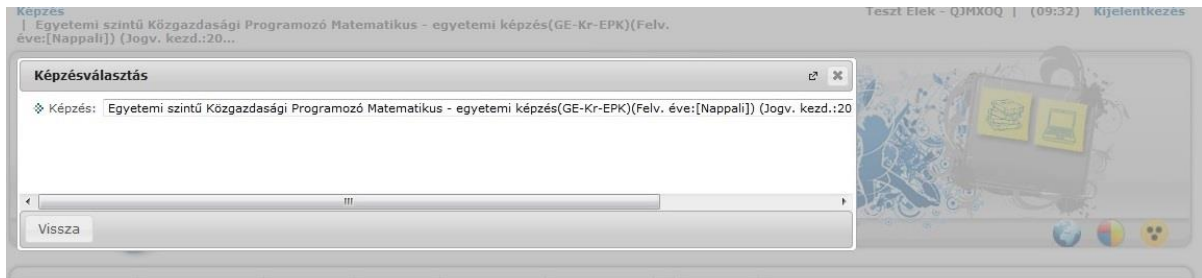 Képzés
Teszt Elek - QJMXOQ | (09:32) Kijelentkezés
| Egyetemi szintű Közgazdasági Programozó Matematikus - egyetemi képzés(GE-Kr-EPK)(Felv.
éve:[Nappali]) (Jogv. kezd.:20...
Képzésválasztás
Képzés: Egyetemi szintű Közgazdasági Programozó Matematikus - egyetemi képzés(GE-Kr-EPK)(Felv. éve:[Nappali]) (Jogv. kezd.:20
Vissza